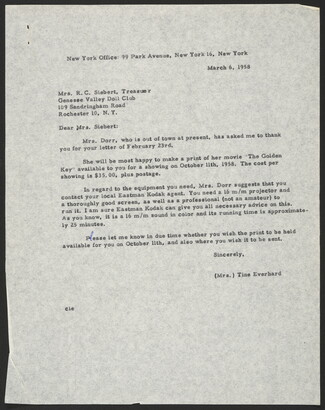 New York Office: 99 Park Avenue, New York 16, New York
March 6, 1958
Mrs. R. C. Siebert, Treasurer
Genesee Valley Doll Club
109 Sandringham Road
Rochester 10, N.Y.
Dear Mrs. Siebert:
Mrs. Dorr, who is out of town at present, has asked me to thank
you for your letter of February 23rd.
She will be most happy to make a print of her movie "The Golden
Key" available to you for a showing on October 11th, 1958. The cost per
showing is $35.00, plus postage.
In regard to the equipment you need, Mrs. Dorr suggests that you
contact your local Eastman Kodak agent. You need a 16 m/m projector and
a thoroughly good screen, as well as a professional (not an amateur) to
run it. I am sure Eastman Kodak can give you all necessary advice on this.
As you know, it is a 16 m/m sound in color and its running time is approximate-
ly 25 minutes.
Please let me know in due time whether you wish the print to be held
available for you on October 11th, and also where you wish it to be sent.
Sincerely,
(Mrs.) Tine Everhard
cie